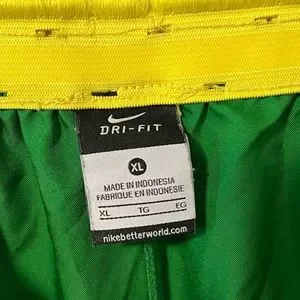 DRI-FIT
XL
MADE IN INDONESIA
FABRIQUE EN INDONESIE
XL TG EG
nikebetterworld.com